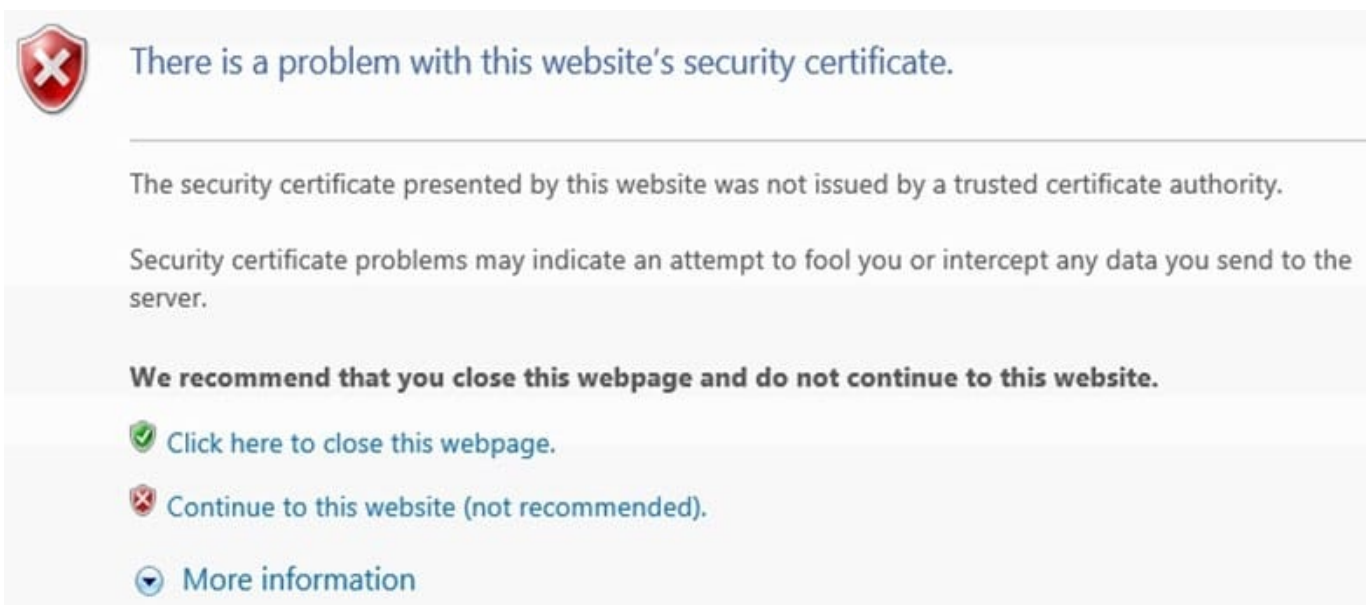 There is a problem with this website’s security certificate.
The security certificate presented by this website was not issued by a trusted certificate authority.
Security certificate problems may indicate an attempt to fool you or intercept any data you send to the
server.
We recommend that you close this webpage and do not continue to this website.
Click here to close this webpage.
Continue to this website (not recommended).
More information